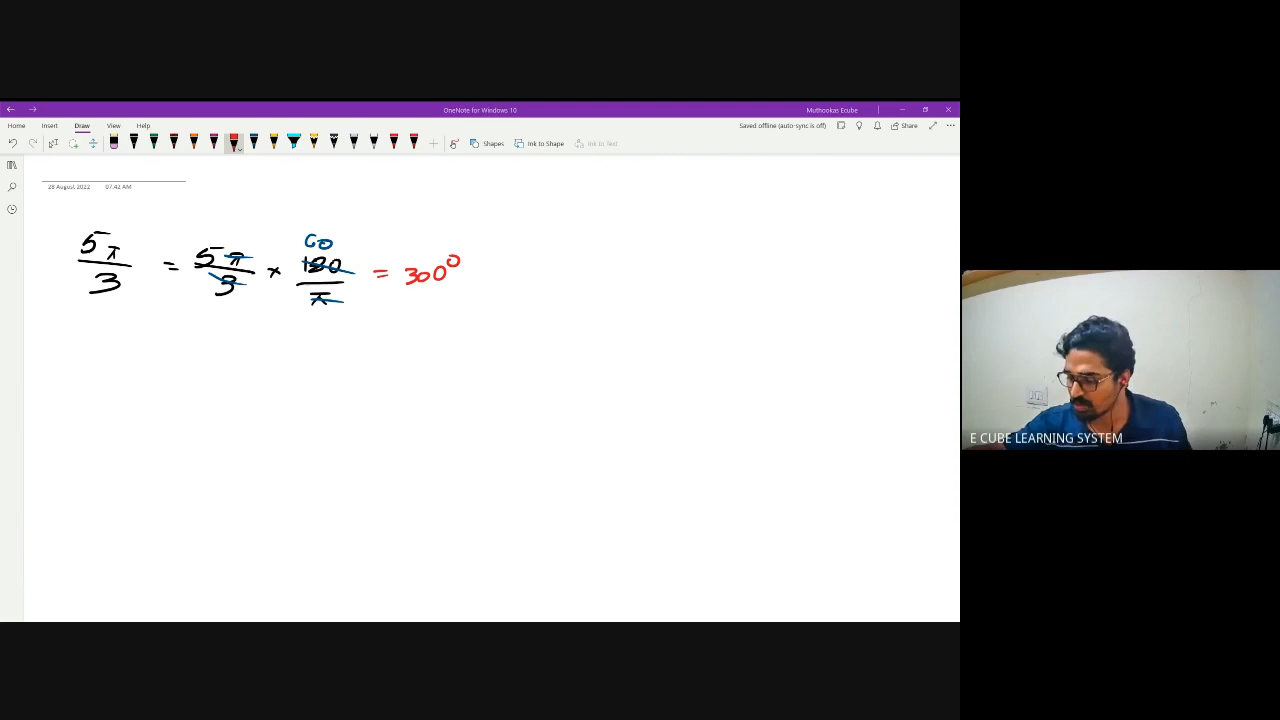 OneNote for Windows 10
Muthookas Ecube
Home Insert Draw View Help
Saved offline (auto-sync is off) Share
Shapes Ink to Shape Ink to Text
28 August 2022 07.42 AM
5π/3 = 5π/3 × 180/π = 300°
60
E CUBE LEARNING SYSTEM